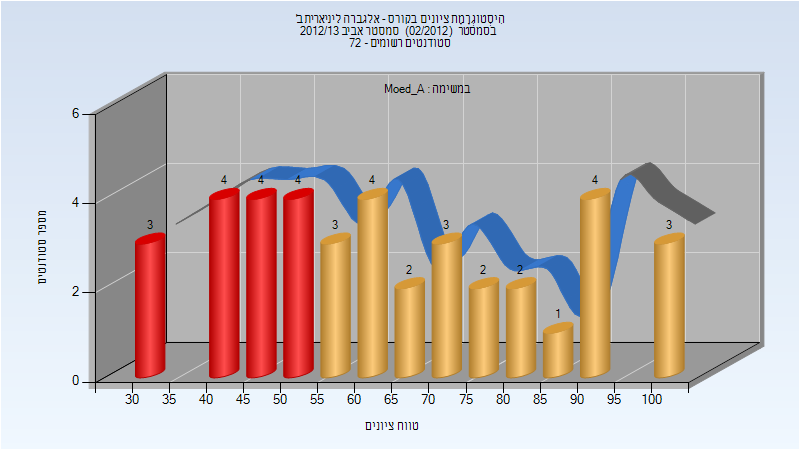 היסטוגרמת ציונים בקורס - אלגברה ליניארית ב'
בסמסטר (02/2012) סמסטר אביב 2012/13
סטודנטים רשומים - 72
במשימה : Moed_A
מספר סטודנטים
6
4
2
0
3
4
4
4
3
4
2
3
2
2
1
4
3
30 35 40 45 50 55 60 65 70 75 80 85 90 95 100
טווח ציונים